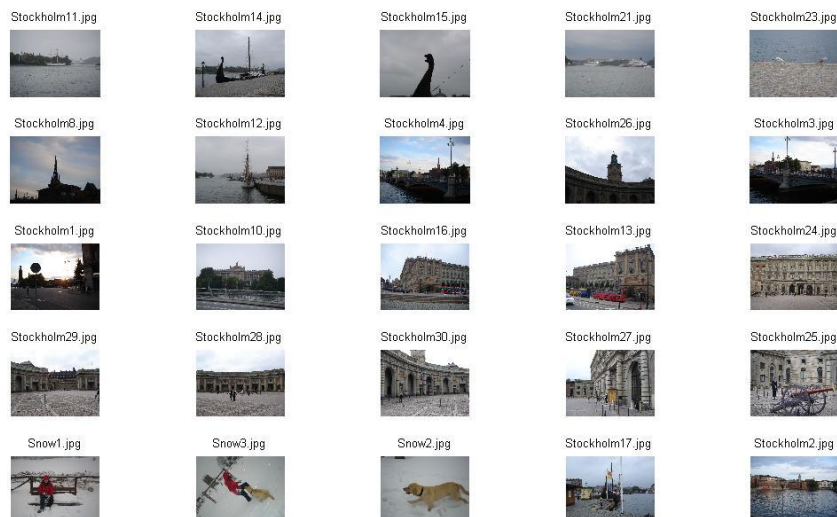 Stockholm11.jpg Stockholm14.jpg Stockholm15.jpg Stockholm21.jpg Stockholm23.jpg
Stockholm8.jpg Stockholm12.jpg Stockholm4.jpg Stockholm26.jpg Stockholm3.jpg
Stockholm1.jpg Stockholm10.jpg Stockholm16.jpg Stockholm13.jpg Stockholm24.jpg
Stockholm29.jpg Stockholm28.jpg Stockholm30.jpg Stockholm27.jpg Stockholm25.jpg
Snow1.jpg Snow3.jpg Snow2.jpg Stockholm17.jpg Stockholm2.jpg